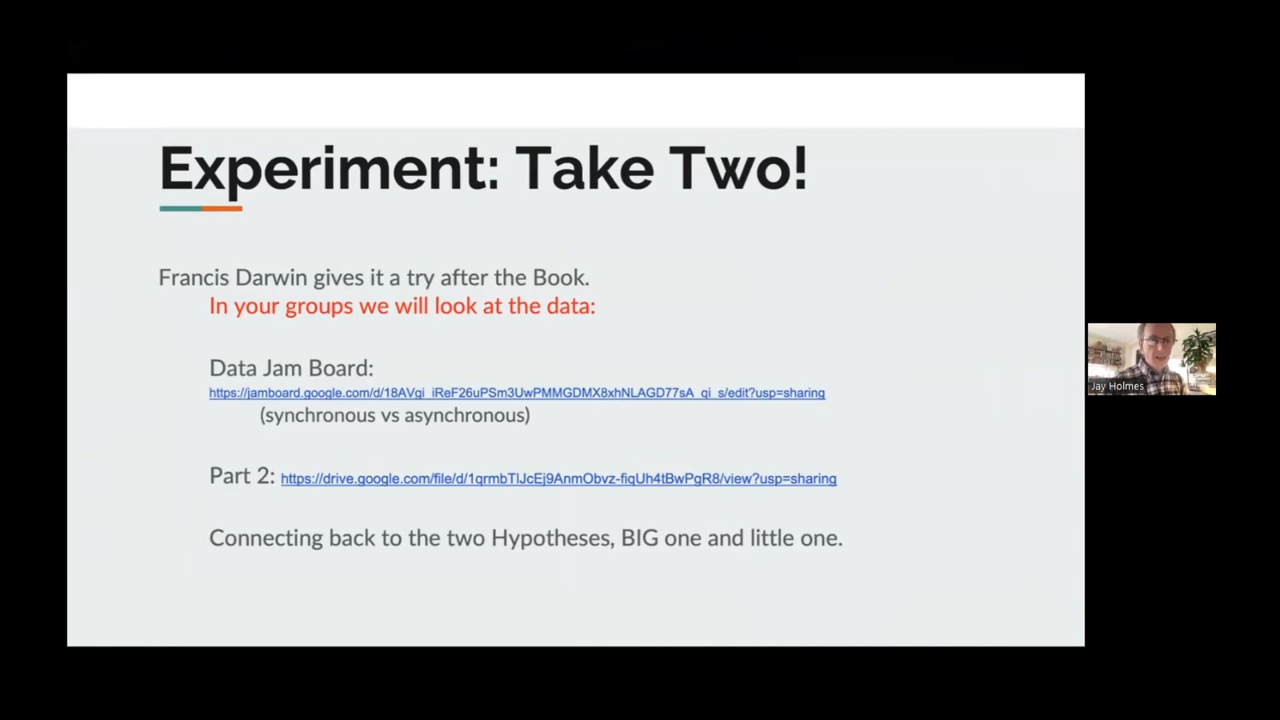 Experiment: Take Two!
Francis Darwin gives it a try after the Book.
In your groups we will look at the data:
Data Jam Board:
https://jamboard.google.com/d/18AVgi_iReF26uPSm3UwPMMGDMX8xhNLAGD77sA_qi_s/edit?usp=sharing
(synchronous vs asynchronous)
Part 2: https://drive.google.com/file/d/1qrmbTlJcEj9AnmObvz-fiqUh4tBwPgR8/view?usp=sharing
Connecting back to the two Hypotheses, BIG one and little one.
Jay Holmes